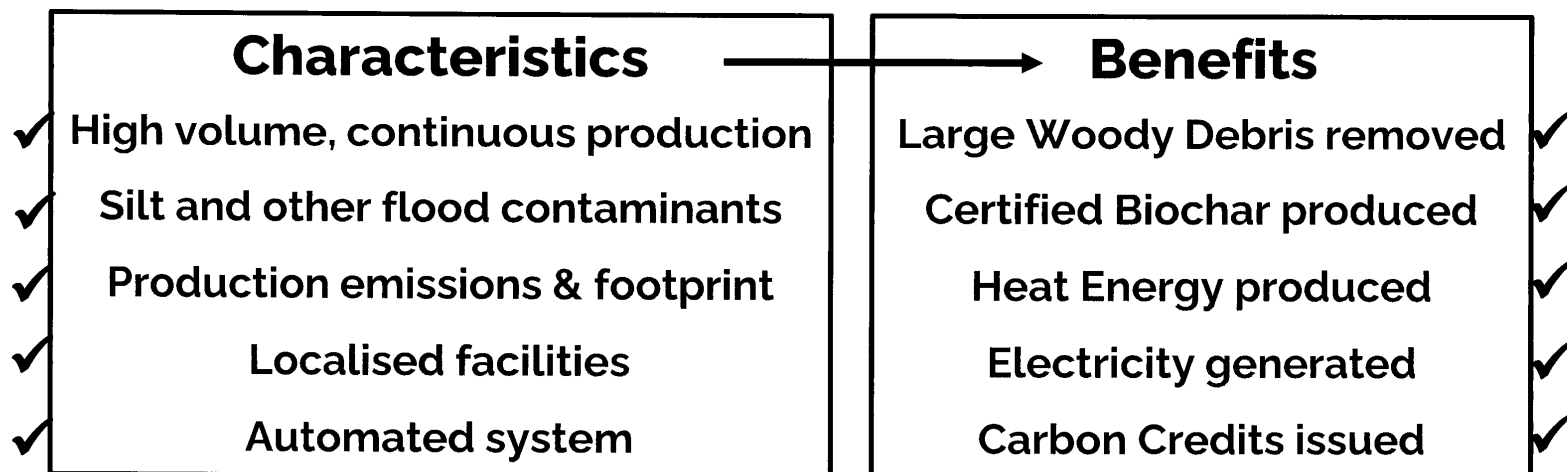 Characteristics
High volume, continuous production
Silt and other flood contaminants
Production emissions & footprint
Localised facilities
Automated system
Benefits
Large Woody Debris removed
Certified Biochar produced
Heat Energy produced
Electricity generated
Carbon Credits issued